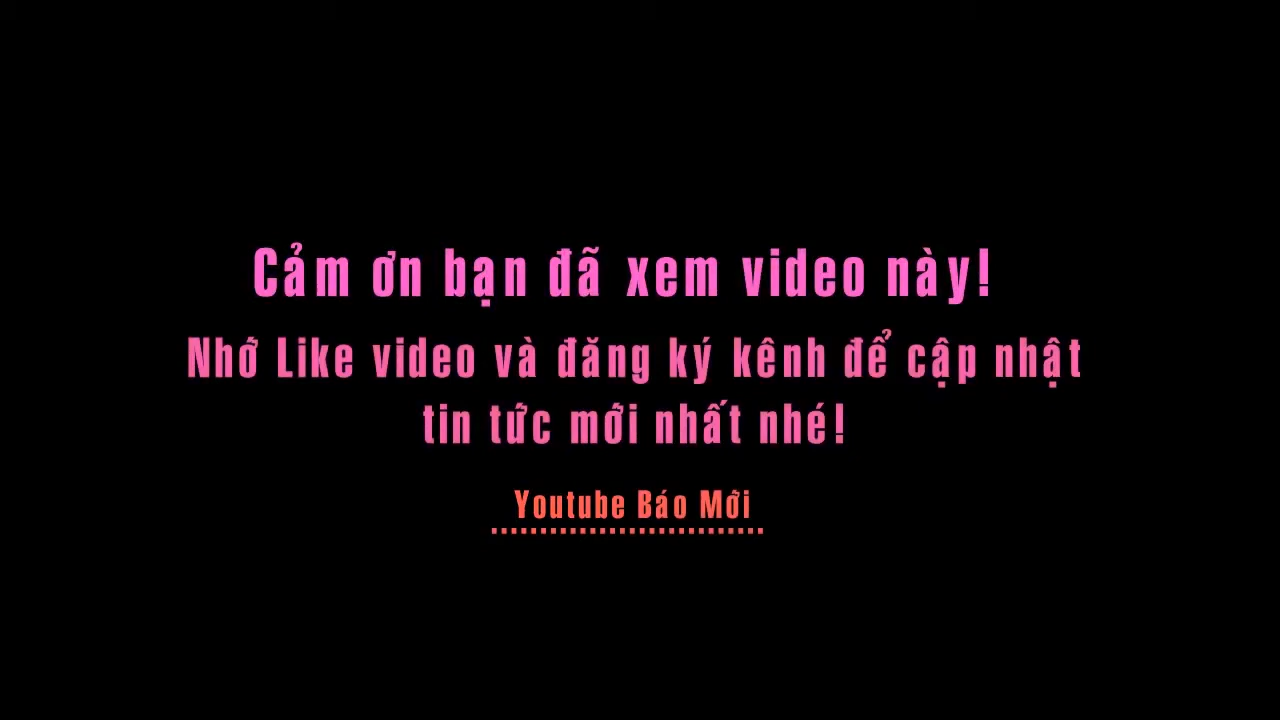 Cảm ơn bạn đã xem video này!
Nhớ Like video và đăng ký kênh để cập nhật
tin tức mới nhất nhé!
Youtube Báo Mới